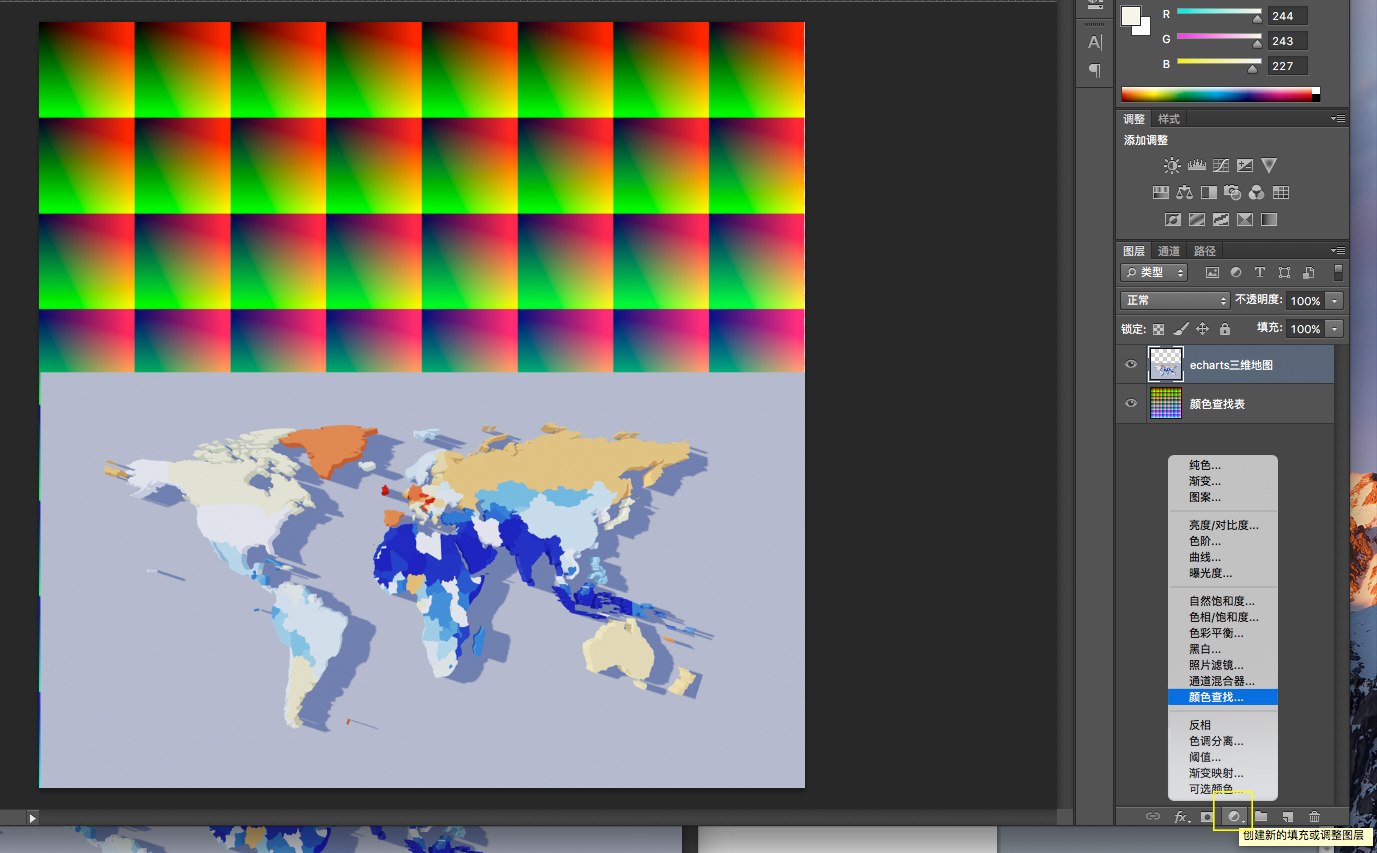 R 244
G 243
B 227
A
调整 样式
添加调整
图层 通道 路径
类型 T
正常 不透明度: 100%
锁定: 填充: 100%
echarts三维地图
颜色查找表
纯色...
渐变...
图案...
亮度/对比度...
色阶...
曲线...
曝光度...
自然饱和度...
色相/饱和度...
色彩平衡...
黑白...
照片滤镜...
通道混合器...
颜色查找...
反相
色调分离...
阈值...
渐变映射...
可选颜色...
fx
创建新的填充或调整图层